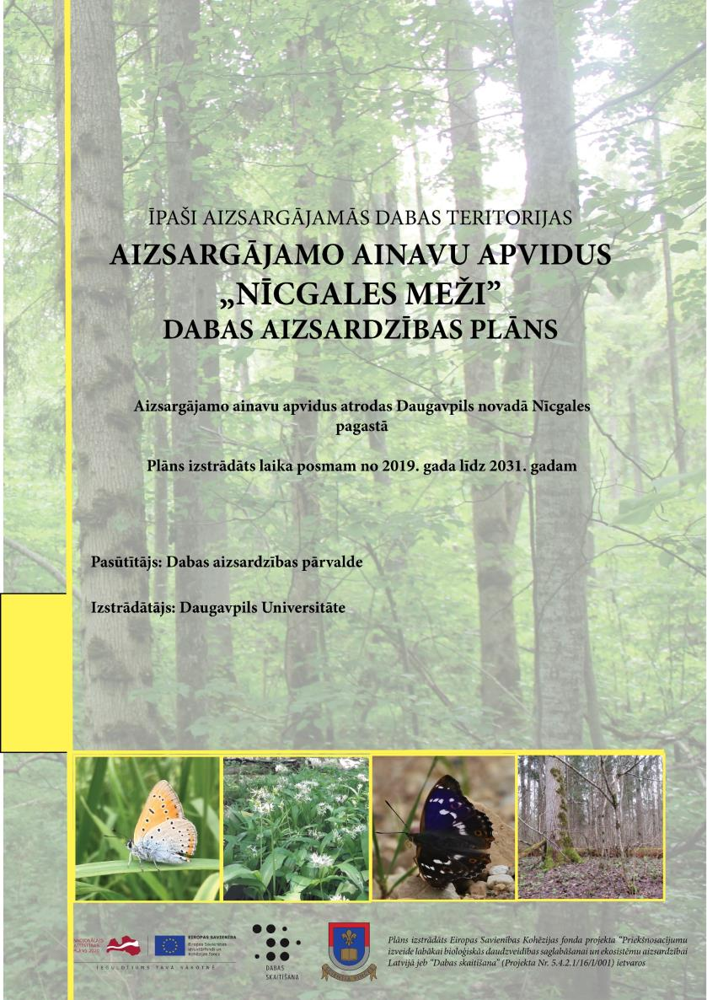 ĪPAŠI AIZSARGĀJAMĀS DABAS TERITORIJAS
AIZSARGĀJAMO AINAVU APVIDUS
„NĪCGALES MEŽI”
DABAS AIZSARDZĪBAS PLĀNS
Aizsargājamo ainavu apvidus atrodas Daugavpils novadā Nīcgales
pagastā
Plāns izstrādāts laika posmam no 2019. gada līdz 2031. gadam
Pasūtītājs: Dabas aizsardzības pārvalde
Izstrādātājs: Daugavpils Universitāte
NACIONĀLAIS
ATTĪSTĪBAS
PLĀNS 2020
EIROPAS SAVIENĪBA
Eiropas Savienības
struktūrfondi un
Kohēzijas fonds
IEGULDĪJUMS TAVĀ NĀKOTNĒ
DABAS
SKAITĪŠANA
Plāns izstrādāts Eiropas Savienības Kohēzijas fonda projekta “Priekšnosacījumu
izveide labākai bioloģiskās daudzveidības saglabāšanai un ekosistēmu aizsardzībai
Latvijā jeb “Dabas skaitīšana” (Projekta Nr. 5.4.2.1/16/I/001) ietvaros